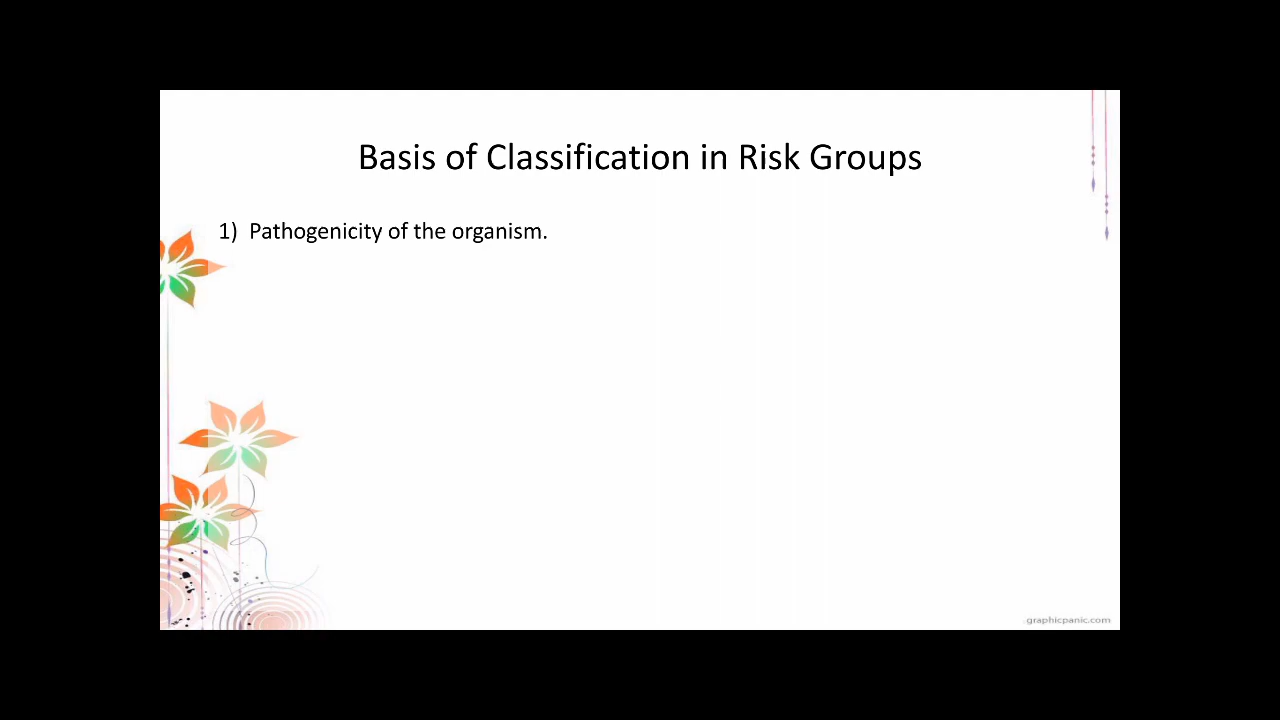 Basis of Classification in Risk Groups
1) Pathogenicity of the organism.
graphicpanic.com